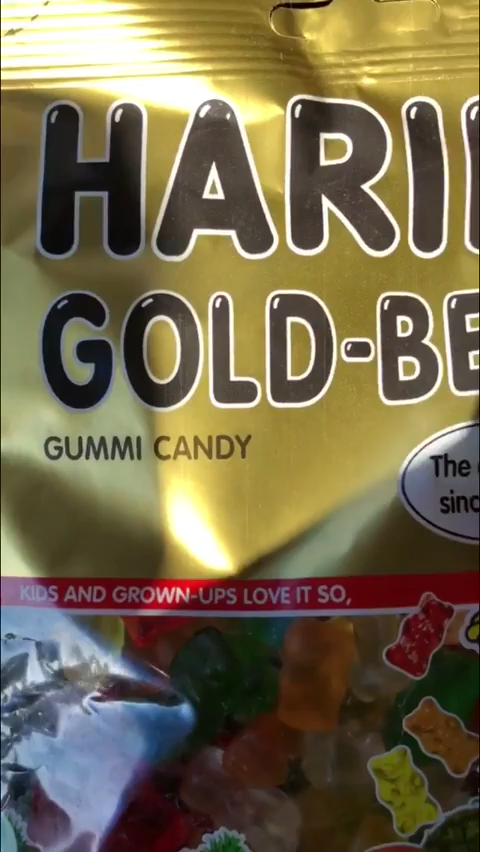 HARI
GOLD-BE
GUMMI CANDY
The
sinc
KIDS AND GROWN-UPS LOVE IT SO,